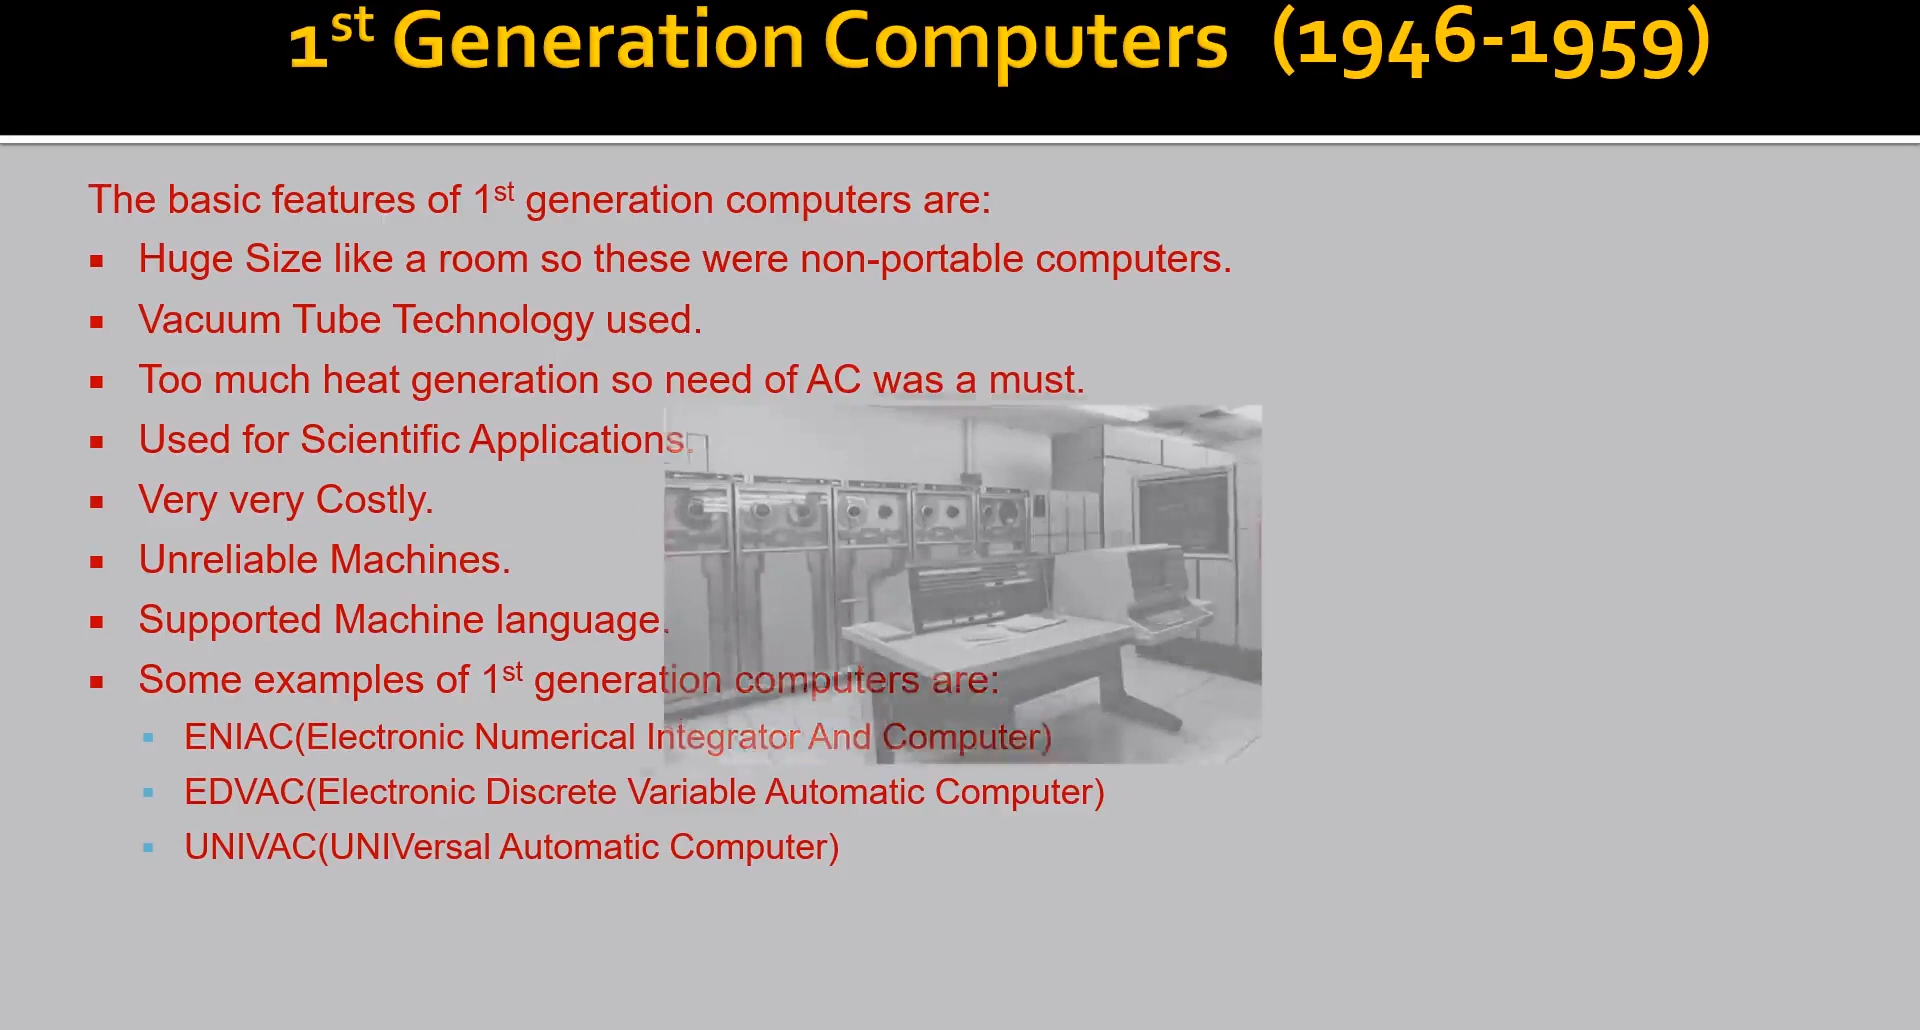 1st Generation Computers (1946-1959)
The basic features of 1st generation computers are:
Huge Size like a room so these were non-portable computers.
Vacuum Tube Technology used.
Too much heat generation so need of AC was a must.
Used for Scientific Applications.
Very very Costly.
Unreliable Machines.
Supported Machine language.
Some examples of 1st generation computers are:
ENIAC(Electronic Numerical Integrator And Computer)
EDVAC(Electronic Discrete Variable Automatic Computer)
UNIVAC(UNIVersal Automatic Computer)